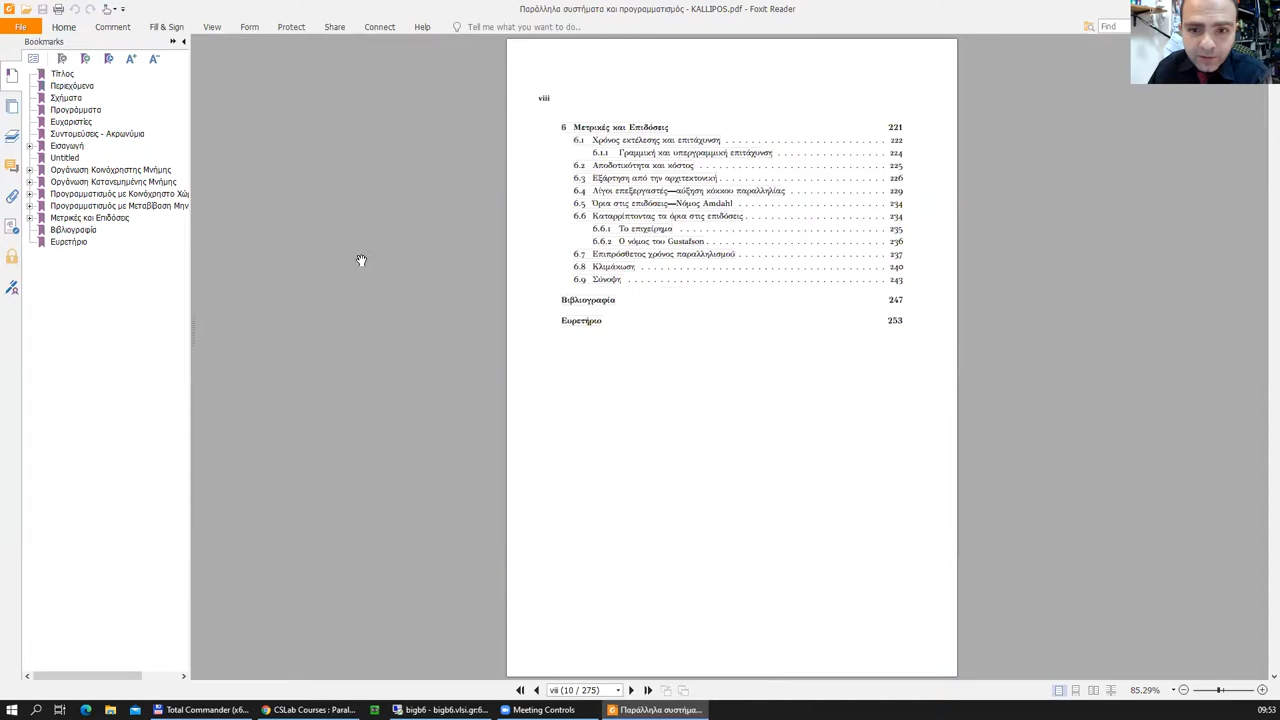 Παράλληλα συστήματα και προγραμματισμός - KALLIPOS.pdf - Foxit Reader
File Home Comment Fill & Sign View Form Protect Share Connect Help Tell me what you want to do.. Find
Bookmarks
Τίτλος
Περιεχόμενα
Σχήματα
Προγράμματα
Ευχαριστίες
Συντομεύσεις - Ακρωνύμια
Εισαγωγή
Untitled
Οργάνωση Κοινόχρηστης Μνήμης
Οργάνωση Κατανεμημένης Μνήμης
Προγραμματισμός με Κοινόχρηστο Χώ
Προγραμματισμός με Μεταβίβαση Μην
Μετρικές και Επιδόσεις
Βιβλιογραφία
Ευρετήριο
viii
6 Μετρικές και Επιδόσεις 221
6.1 Χρόνος εκτέλεσης και επιτάχυνση 222
6.1.1 Γραμμική και υπεργραμμική επιτάχυνση 224
6.2 Αποδοτικότητα και κόστος 225
6.3 Εξάρτηση από την αρχιτεκτονική 226
6.4 Λίγοι επεξεργαστές—αύξηση κόκκου παραλληλίας 229
6.5 Όρια στις επιδόσεις—Νόμος Amdahl 234
6.6 Καταρρίπτοντας τα όρια στις επιδόσεις 234
6.6.1 Το επιχείρημα 235
6.6.2 Ο νόμος του Gustafson 236
6.7 Επιπρόσθετος χρόνος παραλληλισμού 237
6.8 Κλιμάκωση 240
6.9 Σύνοψη 243
Βιβλιογραφία 247
Ευρετήριο 253
vii (10 / 275) 85.29%
Total Commander (x6... CSLab Courses : Paral... bigb6 - bigb6.vlsi.gr:6... Meeting Controls Παράλληλα συστήμα... 09:53